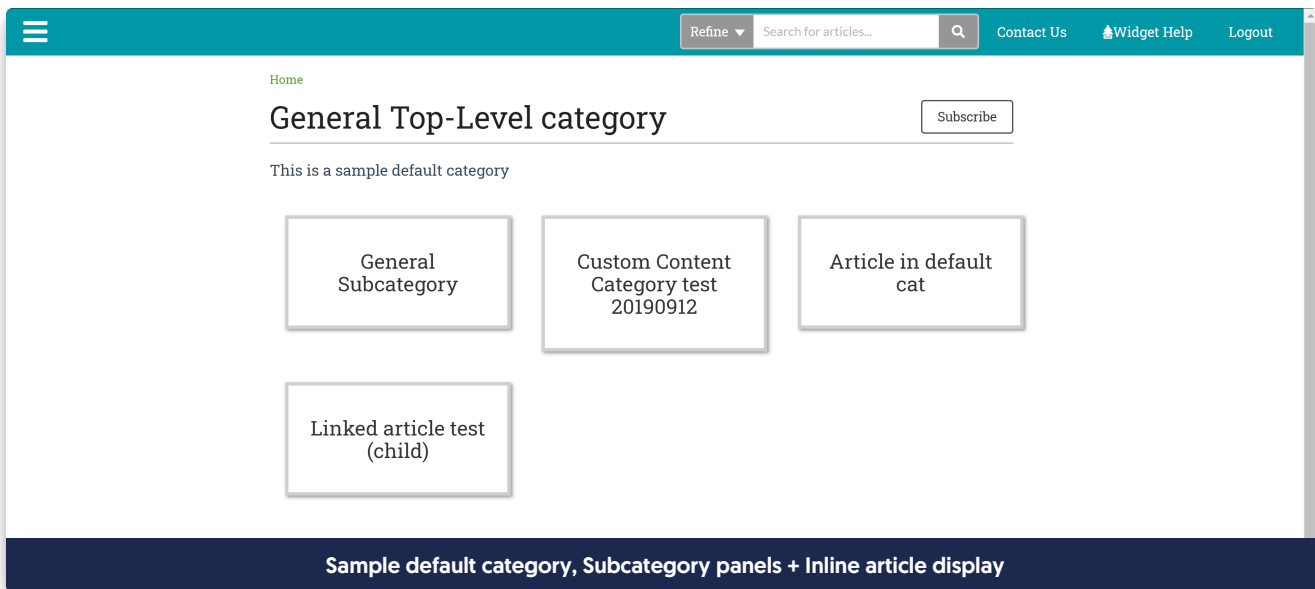 Refine ▼ Search for articles... Contact Us Widget Help Logout
Home
General Top-Level category Subscribe
This is a sample default category
General
Subcategory
Custom Content
Category test
20190912
Article in default
cat
Linked article test
(child)
Sample default category, Subcategory panels + Inline article display